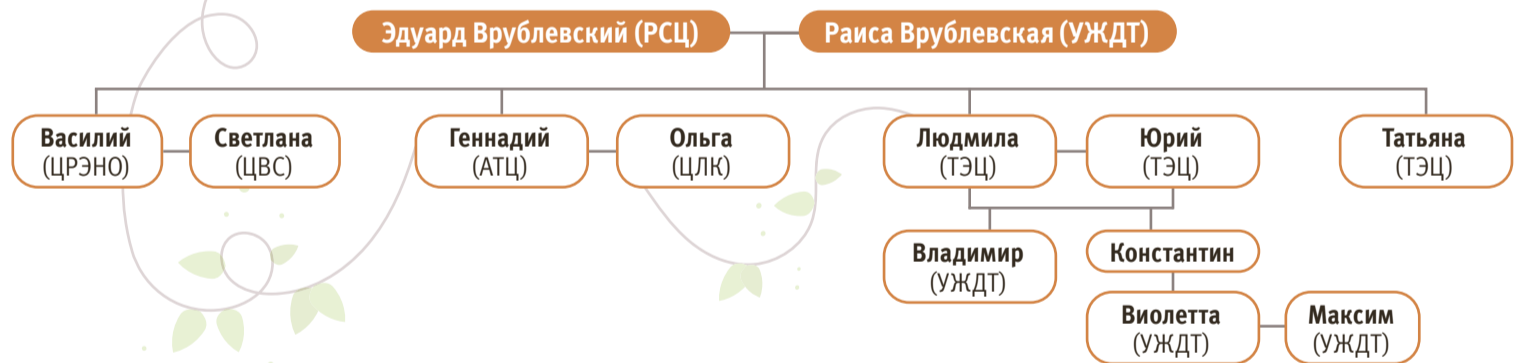 Эдуард Врублевский (РСЦ)
Раиса Врублевская (УЖДТ)
Василий
(ЦРЭНО)
Светлана
(ЦВС)
Геннадий
(АТЦ)
Ольга
(ЦЛК)
Людмила
(ТЭЦ)
Юрий
(ТЭЦ)
Татьяна
(ТЭЦ)
Владимир
(УЖДТ)
Константин
Виолетта
(УЖДТ)
Максим
(УЖДТ)